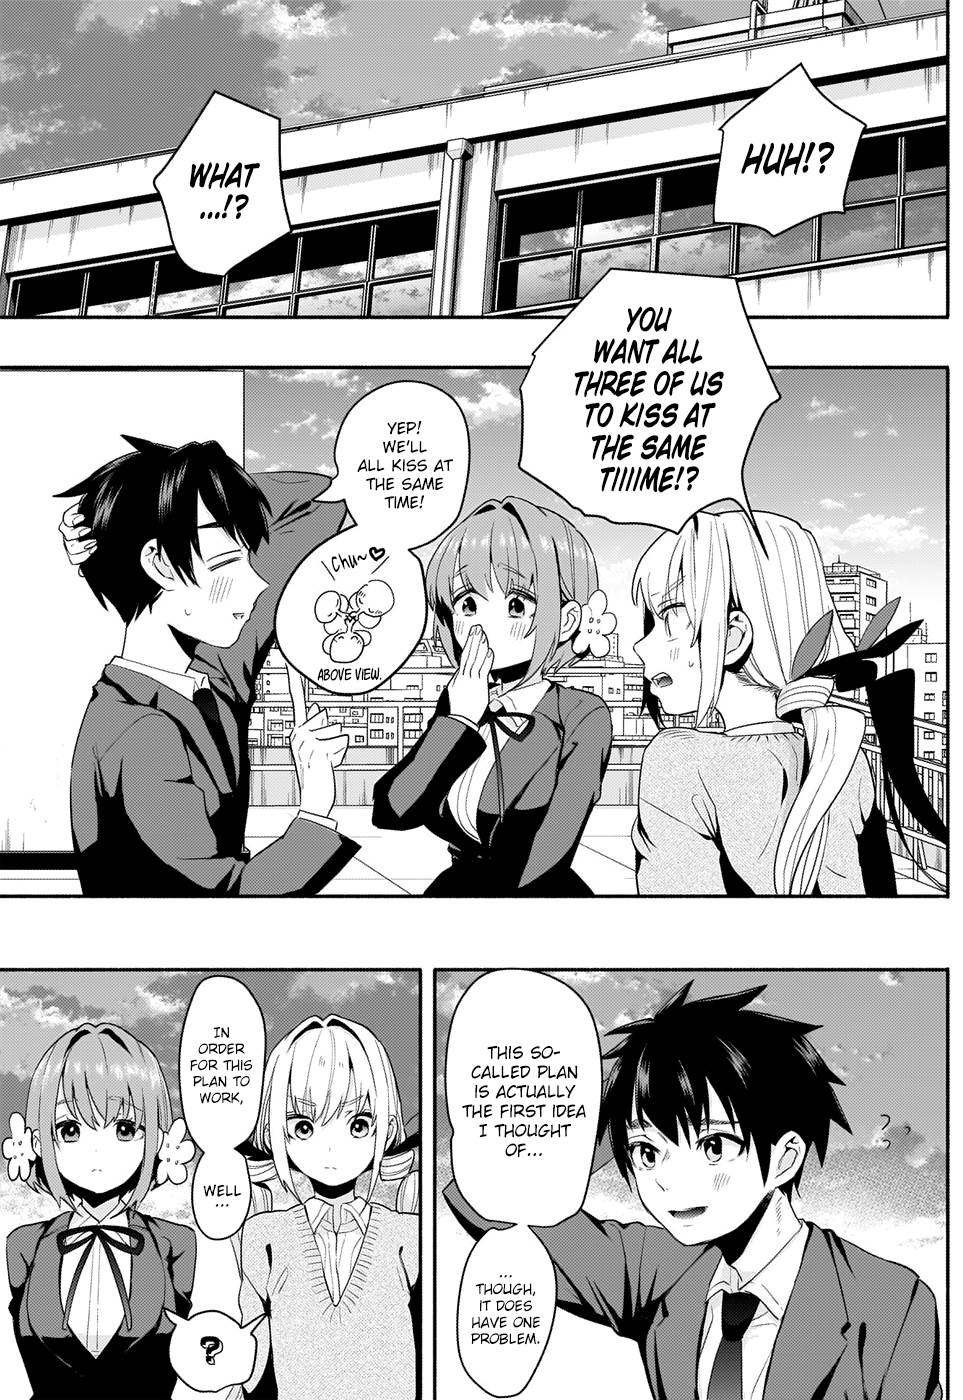 HUH!?
WHAT
...!?
YOU
WANT ALL
THREE OF US
TO KISS AT
THE SAME
TIIIIME!?
YEP!
WE'LL
ALL KISS AT
THE SAME
TIME!
Chu~♡
ABOVE VIEW.
THIS SO-
CALLED PLAN
IS ACTUALLY
THE FIRST IDEA
I THOUGHT
OF...
...
THOUGH,
IT DOES
HAVE ONE
PROBLEM.
IN
ORDER
FOR THIS
PLAN TO
WORK,
WELL
...
?